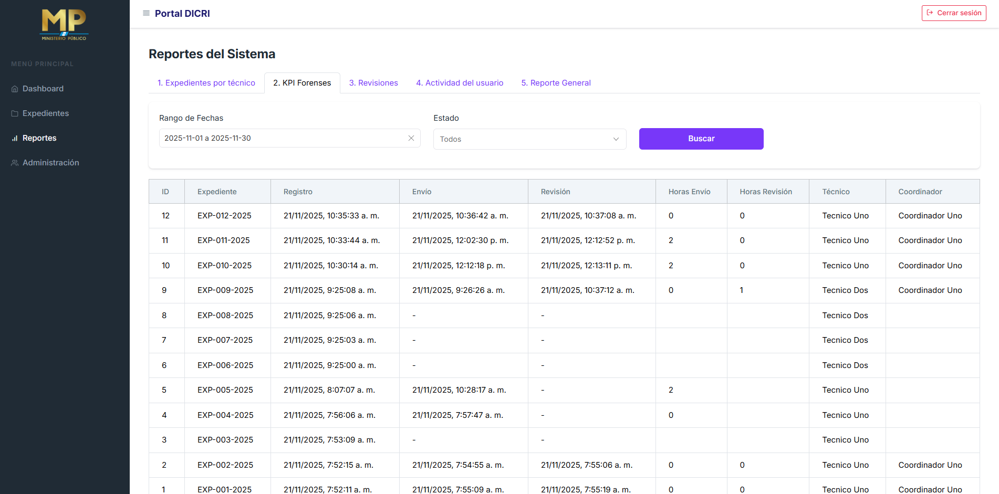 MP
MINISTERIO PÚBLICO
Portal DICRI
Cerrar sesión
MENÚ PRINCIPAL
Dashboard
Expedientes
Reportes
Administración
Reportes del Sistema
1. Expedientes por técnico 2. KPI Forenses 3. Revisiones 4. Actividad del usuario 5. Reporte General
Rango de Fechas Estado
2025-11-01 a 2025-11-30 Todos Buscar
ID Expediente Registro Envío Revisión Horas Envío Horas Revisión Técnico Coordinador
12 EXP-012-2025 21/11/2025, 10:35:33 a. m. 21/11/2025, 10:36:42 a. m. 21/11/2025, 10:37:08 a. m. 0 0 Tecnico Uno Coordinador Uno
11 EXP-011-2025 21/11/2025, 10:33:44 a. m. 21/11/2025, 12:02:30 p. m. 21/11/2025, 12:12:52 p. m. 2 0 Tecnico Uno Coordinador Uno
10 EXP-010-2025 21/11/2025, 10:30:14 a. m. 21/11/2025, 12:12:18 p. m. 21/11/2025, 12:13:11 p. m. 2 0 Tecnico Uno Coordinador Uno
9 EXP-009-2025 21/11/2025, 9:25:08 a. m. 21/11/2025, 9:26:26 a. m. 21/11/2025, 10:37:12 a. m. 0 1 Tecnico Dos Coordinador Uno
8 EXP-008-2025 21/11/2025, 9:25:06 a. m. - - Tecnico Dos
7 EXP-007-2025 21/11/2025, 9:25:03 a. m. - - Tecnico Dos
6 EXP-006-2025 21/11/2025, 9:25:00 a. m. - - Tecnico Dos
5 EXP-005-2025 21/11/2025, 8:07:07 a. m. 21/11/2025, 10:28:17 a. m. - 2 Tecnico Uno
4 EXP-004-2025 21/11/2025, 7:56:06 a. m. 21/11/2025, 7:57:47 a. m. - 0 Tecnico Uno
3 EXP-003-2025 21/11/2025, 7:53:09 a. m. - - Tecnico Uno
2 EXP-002-2025 21/11/2025, 7:52:15 a. m. 21/11/2025, 7:54:55 a. m. 21/11/2025, 7:55:06 a. m. 0 0 Tecnico Uno Coordinador Uno
1 EXP-001-2025 21/11/2025, 7:52:11 a. m. 21/11/2025, 7:55:09 a. m. 21/11/2025, 7:55:19 a. m. 0 0 Tecnico Uno Coordinador Uno